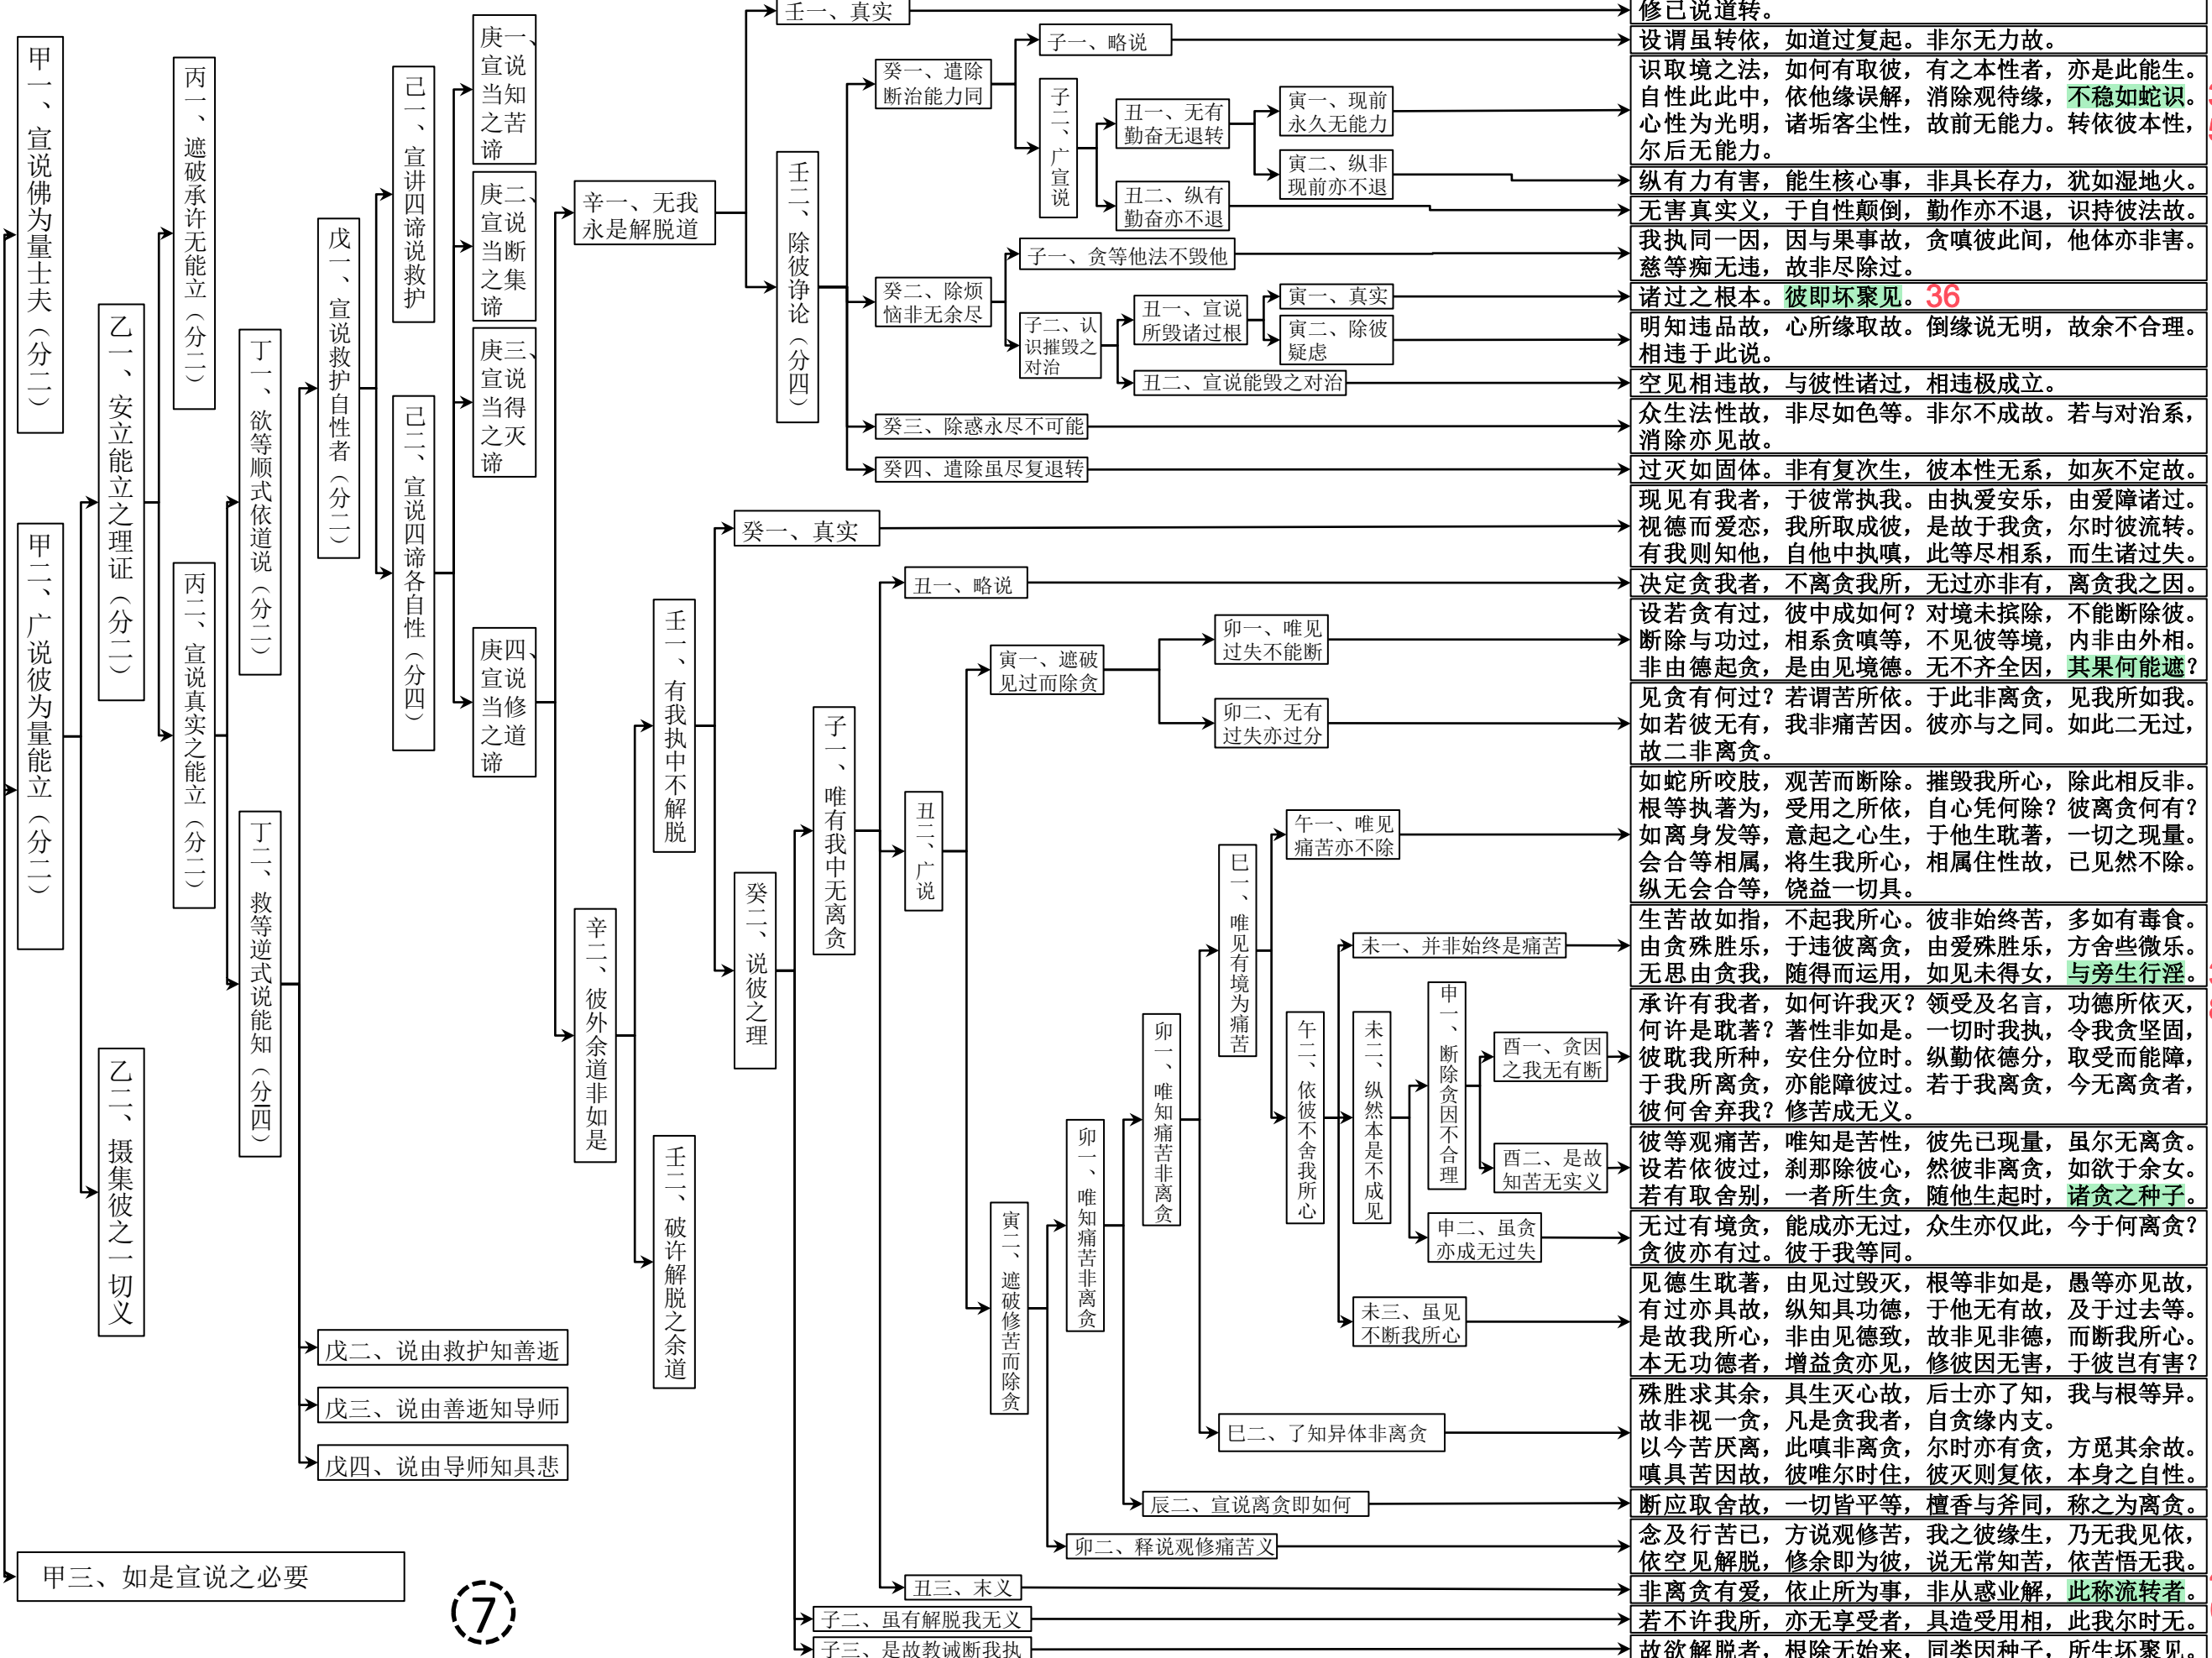 甲一、宣说佛为量士夫（分二）
甲二、广说彼为量能立（分二）
甲三、如是宣说之必要
乙一、安立能立之理证（分二）
乙二、摄集彼之一切义
丙一、遮破承许无能立（分二）
丙二、宣说真实之能立（分二）
丁一、欲等顺式依道说（分二）
丁二、救等逆式说能知（分四）
戊一、宣说救护自性者（分二）
戊二、说由救护知善逝
戊三、说由善逝知导师
戊四、说由导师知具悲
己一、宣讲四谛说救护
己二、宣说四谛各自性（分四）
庚一、
宣说
当知
之苦
谛
庚二、
宣说
当断
之集
谛
庚三、
宣说
当得
之灭
谛
庚四、
宣说
当修
之道
谛
⑦
辛一、无我
永是解脱道
辛二、彼外余道非如是
壬一、真实
壬二、除彼诤论（分四）
癸一、遣除
断治能力同
子一、略说
子二、广宣说
丑一、无有
勤奋无退转
寅一、现前
永久无能力
寅二、纵非
现前亦不退
丑二、纵有
勤奋亦不退
癸二、除烦
恼非无余尽
子一、贪等他法不毁他
子二、认
识摧毁之
对治
丑一、宣说
所毁诸过根
寅一、真实
寅二、除彼
疑虑
丑二、宣说能毁之对治
癸三、除惑永尽不可能
癸四、遣除虽尽复退转
壬一、有我执中不解脱
壬二、破许解脱之余道
癸一、真实
癸二、说彼之理
子一、唯有我中无离贪
子二、虽有解脱我无义
子三、是故教诫断我执
丑一、略说
丑二、广说
丑三、末义
寅一、遮破
见过而除贪
卯一、唯见
过失不能断
卯二、无有
过失亦过分
寅二、遮破修苦而除贪
卯一、唯知痛苦非离贪
卯二、释说观修痛苦义
卯一、唯知痛苦非离贪
辰二、宣说离贪即如何
巳一、唯见有境为痛苦
巳二、了知异体非离贪
午一、唯见
痛苦亦不除
午二、依彼不舍我所心
未一、并非始终是痛苦
未二、纵然本是不成见
未三、虽见
不断我所心
申一、断除贪因不合理
申二、虽贪
亦成无过失
酉一、贪因
之我无有断
酉二、是故
知苦无实义
修已说道转。
设谓虽转依，如道过复起。非尔无力故。
识取境之法，如何有取彼，有之本性者，亦是此能生。
自性此此中，依他缘误解，消除观待缘，不稳如蛇识。
心性为光明，诸垢客尘性，故前无能力。转依彼本性，
尔后无能力。
纵有力有害，能生核心事，非具长存力，犹如湿地火。
无害真实义，于自性颠倒，勤作亦不退，识持彼法故。
我执同一因，因与果事故，贪嗔彼此间，他体亦非害。
慈等痴无违，故非尽除过。
诸过之根本。彼即坏聚见。36
明知违品故，心所缘取故。倒缘说无明，故余不合理。
相违于此说。
空见相违故，与彼性诸过，相违极成立。
众生法性故，非尽如色等。非尔不成故。若与对治系，
消除亦见故。
过灭如固体。非有复次生，彼本性无系，如灰不定故。
现见有我者，于彼常执我。由执爱安乐，由爱障诸过。
视德而爱恋，我所取成彼，是故于我贪，尔时彼流转。
有我则知他，自他中执嗔，此等尽相系，而生诸过失。
决定贪我者，不离贪我所，无过亦非有，离贪我之因。
设若贪有过，彼中成如何？对境未摈除，不能断除彼。
断除与功过，相系贪嗔等，不见彼等境，内非由外相。
非由德起贪，是由见境德。无不齐全因，其果何能遮？
见贪有何过？若谓苦所依。于此非离贪，见我所如我。
如若彼无有，我非痛苦因。彼亦与之同。如此二无过，
故二非离贪。
如蛇所咬肢，观苦而断除。摧毁我所心，除此相反非。
根等执著为，受用之所依，自心凭何除？彼离贪何有？
如离身发等，意起之心生，于他生耽著，一切之现量。
会合等相属，将生我所心，相属住性故，已见然不除。
纵无会合等，饶益一切具。
生苦故如指，不起我所心。彼非始终苦，多如有毒食。
由贪殊胜乐，于违彼离贪，由爱殊胜乐，方舍些微乐。
无思由贪我，随得而运用，如见未得女，与旁生行淫。
承许有我者，如何许我灭？领受及名言，功德所依灭，
何许是耽著？著性非如是。一切时我执，令我贪坚固，
彼耽我所种，安住分位时。纵勤依德分，取受而能障，
于我所离贪，亦能障彼过。若于我离贪，今无离贪者，
彼何舍弃我？修苦成无义。
彼等观痛苦，唯知是苦性，彼先已现量，虽尔无离贪。
设若依彼过，刹那除彼心，然彼非离贪，如欲于余女。
若有取舍别，一者所生贪，随他生起时，诸贪之种子。
无过有境贪，能成亦无过，众生亦仅此，今于何离贪？
贪彼亦有过。彼于我等同。
见德生耽著，由见过毁灭，根等非如是，愚等亦见故，
有过亦具故，纵知具功德，于他无有故，及于过去等。
是故我所心，非由见德致，故非见非德，而断我所心。
本无功德者，增益贪亦见，修彼因无害，于彼岂有害？
殊胜求其余，具生灭心故，后士亦了知，我与根等异。
故非视一贪，凡是贪我者，自贪缘内支。
以今苦厌离，此嗔非离贪，尔时亦有贪，方觅其余故。
嗔具苦因故，彼唯尔时住，彼灭则复依，本身之自性。
断应取舍故，一切皆平等，檀香与斧同，称之为离贪。
念及行苦已，方说观修苦，我之彼缘生，乃无我见依，
依空见解脱，修余即为彼，说无常知苦，依苦悟无我。
非离贪有爱，依止所为事，非从惑业解，此称流转者。
若不许我所，亦无享受者，具造受用相，此我尔时无。
故欲解脱者，根除无始来，同类因种子，所生坏聚见。